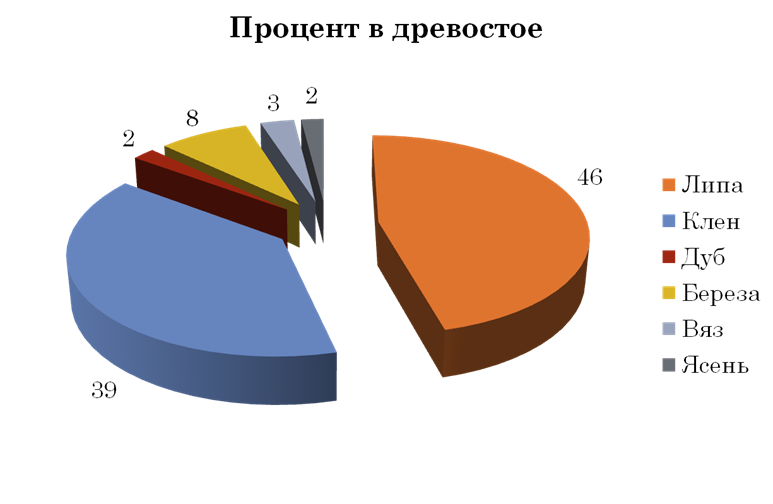 Процент в древостое
2
8
3
2
46
39
Липа
Клен
Дуб
Береза
Вяз
Ясень